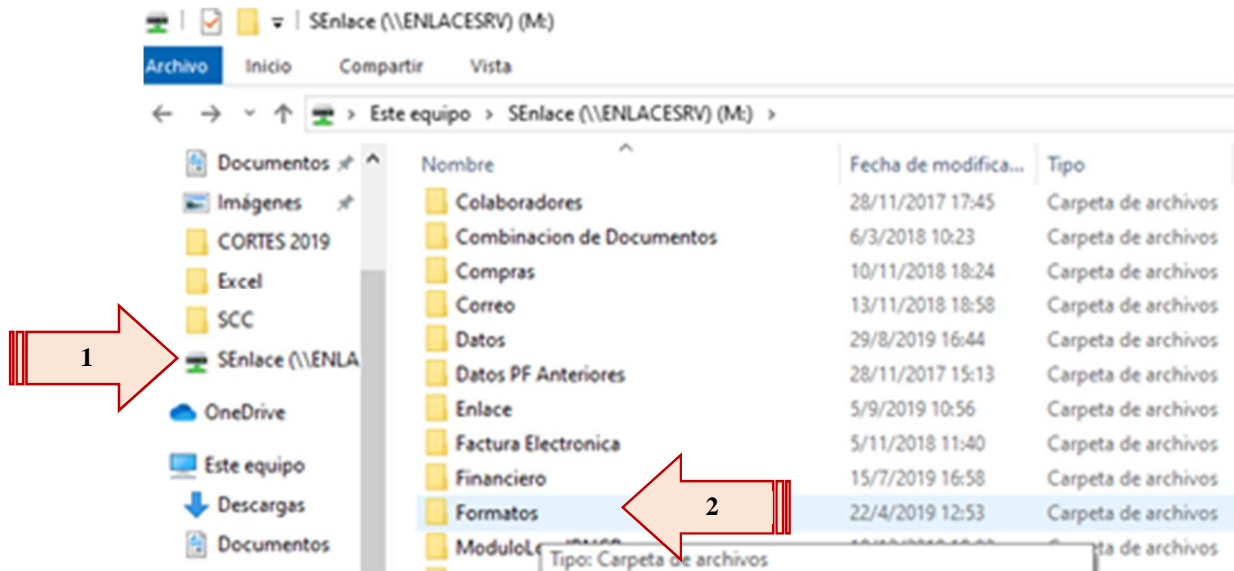 SEnlace (\\ENLACESRV) (M:)
Archivo Inicio Compartir Vista
Este equipo > SEnlace (\\ENLACESRV) (M:) >
Nombre Fecha de modifica... Tipo
Documentos
Imágenes
CORTES 2019
Excel
SCC
1
SEnlace (\\ENLA
OneDrive
Este equipo
Descargas
Documentos
Colaboradores 28/11/2017 17:45 Carpeta de archivos
Combinacion de Documentos 6/3/2018 10:23 Carpeta de archivos
Compras 10/11/2018 18:24 Carpeta de archivos
Correo 13/11/2018 18:58 Carpeta de archivos
Datos 29/8/2019 16:44 Carpeta de archivos
Datos PF Anteriores 28/11/2017 15:13 Carpeta de archivos
Enlace 5/9/2019 10:56 Carpeta de archivos
Factura Electronica 5/11/2018 11:40 Carpeta de archivos
Financiero 15/7/2019 16:58 Carpeta de archivos
Formatos 2 22/4/2019 12:53 Carpeta de archivos
de archivos
Tipo: Carpeta de archivos